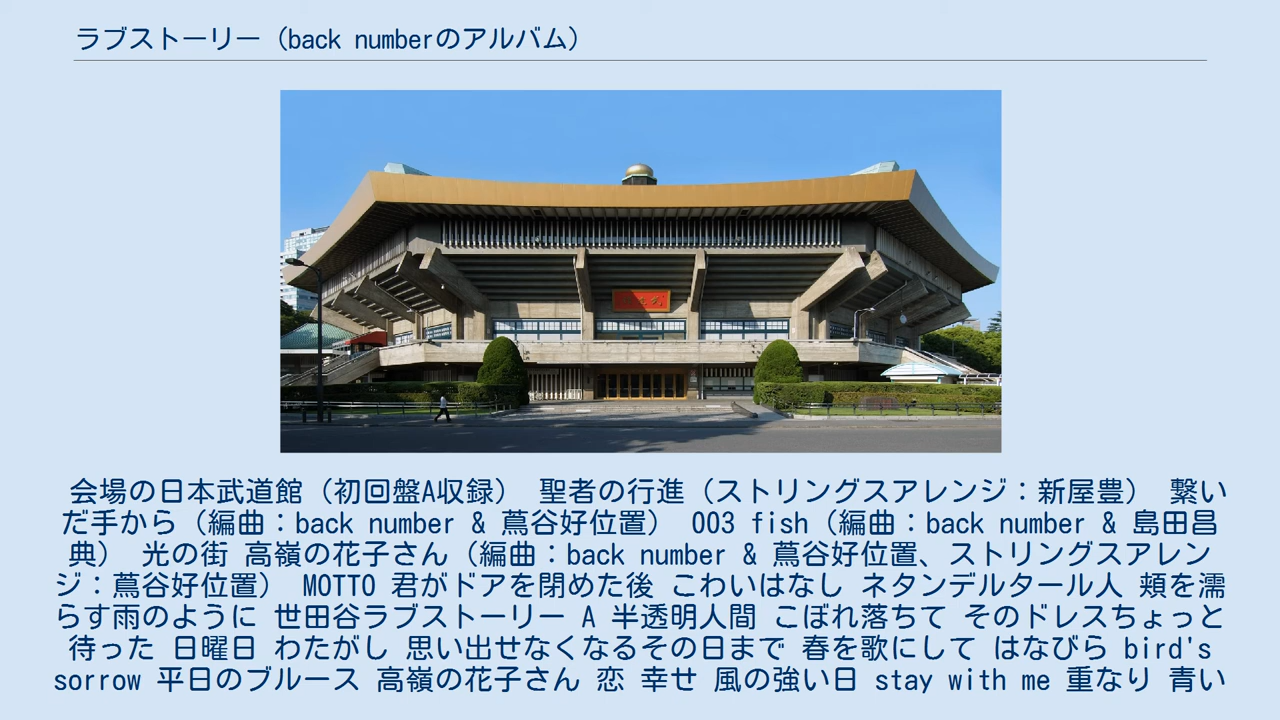 ラブストーリー（back numberのアルバム）
会場の日本武道館（初回盤A収録） 聖者の行進（ストリングスアレンジ：新屋豊） 繋い
だ手から（編曲：back number & 蔦谷好位置） 003 fish（編曲：back number & 島田昌
典） 光の街 高嶺の花子さん（編曲：back number & 蔦谷好位置、ストリングスアレン
ジ：蔦谷好位置） MOTTO 君がドアを閉めた後 こわいはなし ネタンデルタール人 頬を濡
らす雨のように 世田谷ラブストーリー A 半透明人間 こぼれ落ちて そのドレスちょっと
待った 日曜日 わたがし 思い出せなくなるその日まで 春を歌にして はなびら bird's
sorrow 平日のブルース 高嶺の花子さん 恋 幸せ 風の強い日 stay with me 重なり 青い